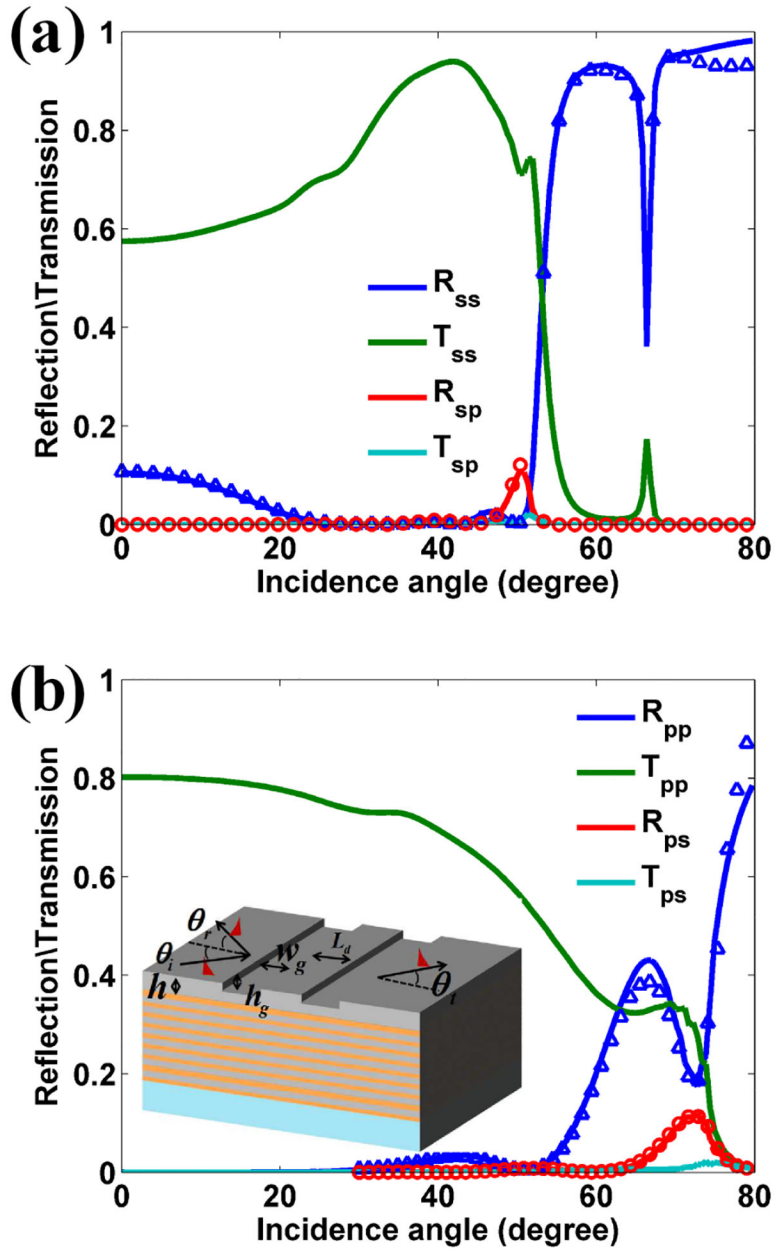 (a)
1
0.8
0.6
0.4
0.2
0
Reflection\Transmission
R_ss
T_ss
R_sp
T_sp
0 20 40 60 80
Incidence angle (degree)
(b)
1
0.8
0.6
0.4
0.2
0
Reflection\Transmission
R_pp
T_pp
R_ps
T_ps
θ_r
θ_i
w_g
L_d
θ_t
h
h_g
0 20 40 60 80
Incidence angle (degree)